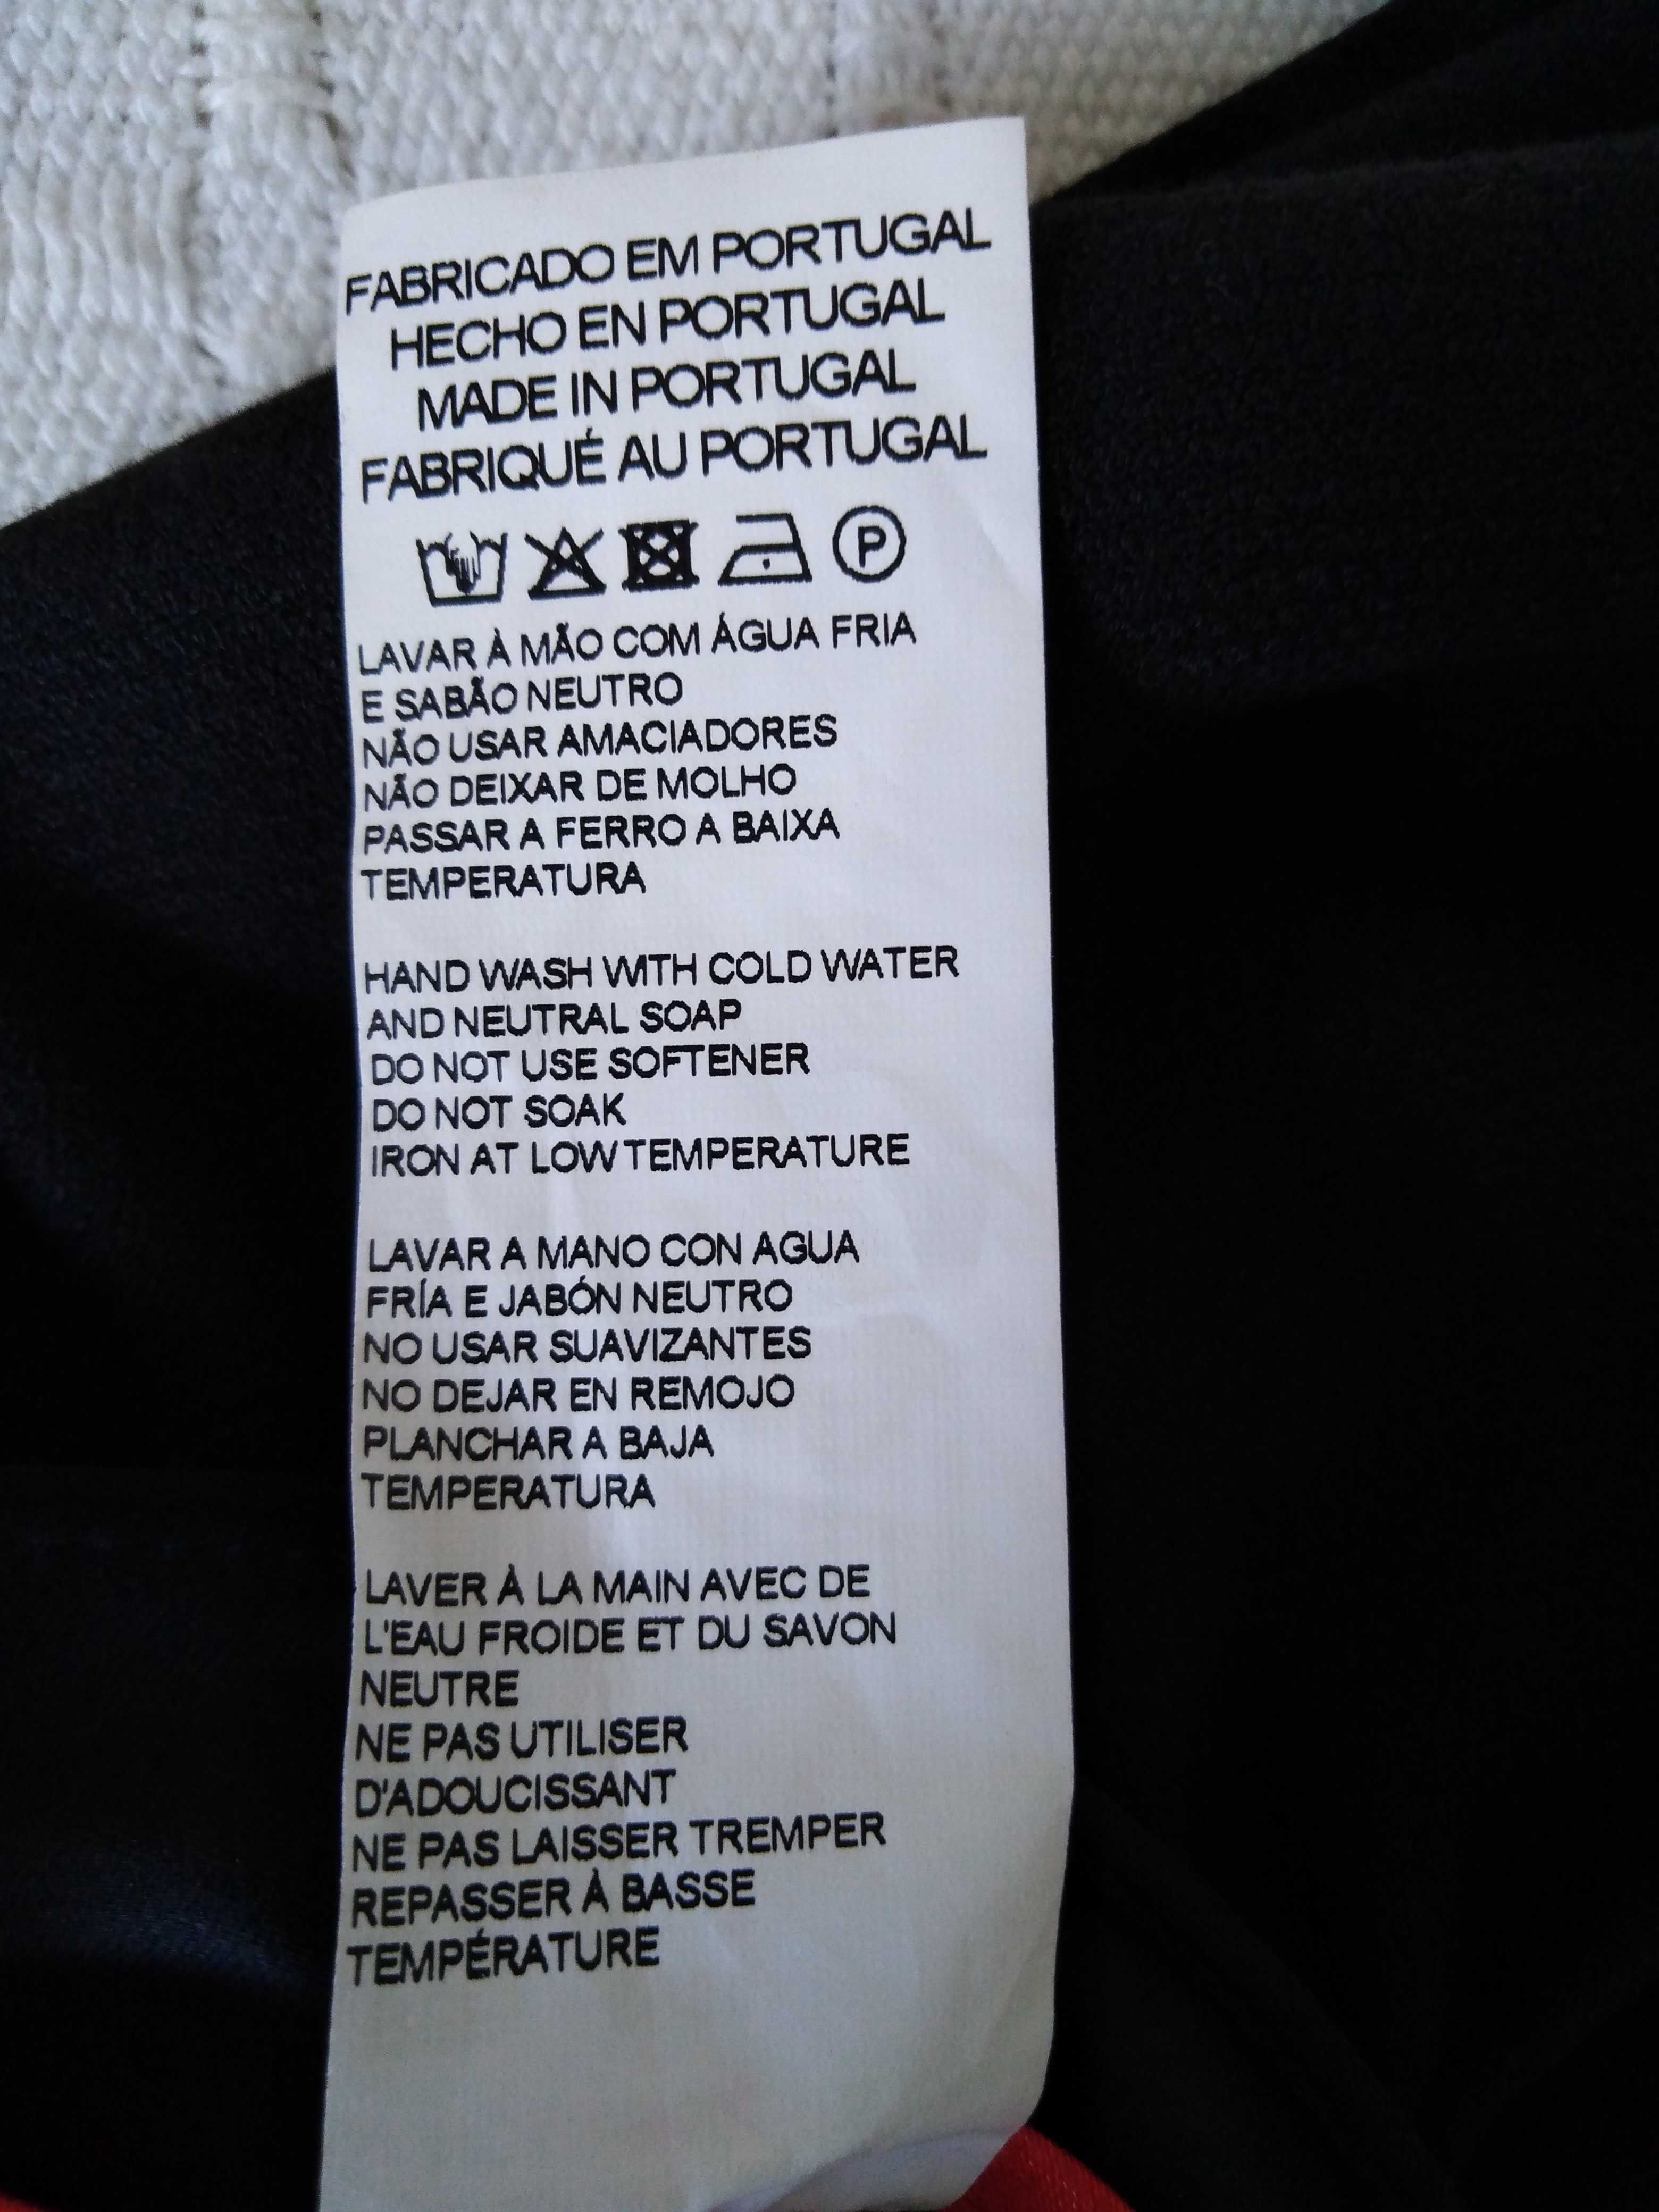 FABRICADO EM PORTUGAL
HECHO EN PORTUGAL
MADE IN PORTUGAL
FABRIQUÉ AU PORTUGAL
P
LAVAR À MÃO COM ÁGUA FRIA
E SABÃO NEUTRO
NÃO USAR AMACIADORES
NÃO DEIXAR DE MOLHO
PASSAR A FERRO A BAIXA
TEMPERATURA
HAND WASH WITH COLD WATER
AND NEUTRAL SOAP
DO NOT USE SOFTENER
DO NOT SOAK
IRON AT LOW TEMPERATURE
LAVAR A MANO CON AGUA
FRÍA E JABÓN NEUTRO
NO USAR SUAVIZANTES
NO DEJAR EN REMOJO
PLANCHAR A BAJA
TEMPERATURA
LAVER À LA MAIN AVEC DE
L'EAU FROIDE ET DU SAVON
NEUTRE
NE PAS UTILISER
D'ADOUCISSANT
NE PAS LAISSER TREMPER
REPASSER À BASSE
TEMPÉRATURE